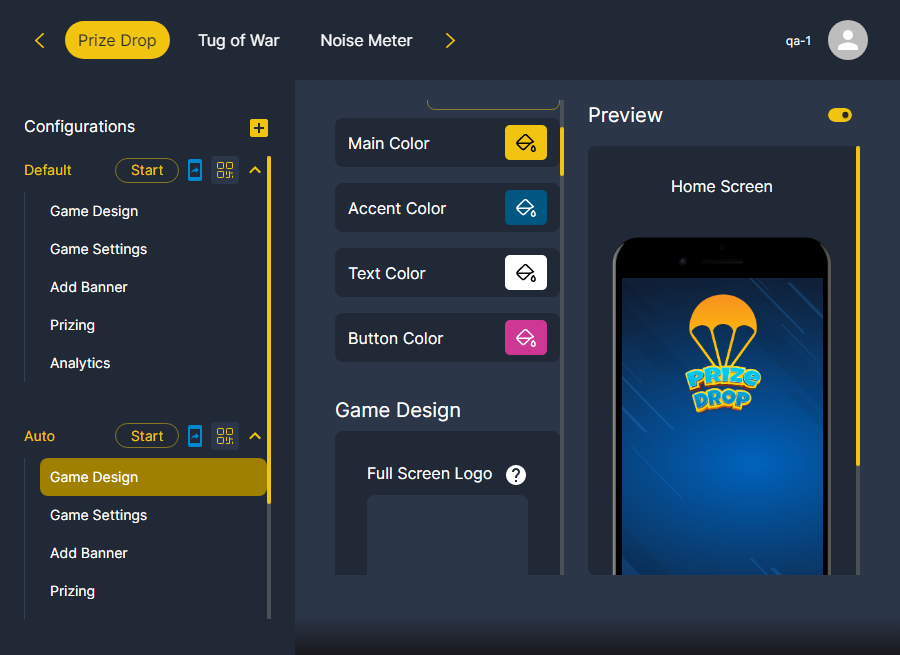 Prize Drop
Tug of War
Noise Meter
qa-1
Configurations
Default
Start
Game Design
Game Settings
Add Banner
Prizing
Analytics
Auto
Start
Game Design
Game Settings
Add Banner
Prizing
Main Color
Accent Color
Text Color
Button Color
Game Design
Full Screen Logo ?
Preview
Home Screen
PRIZE
DROP